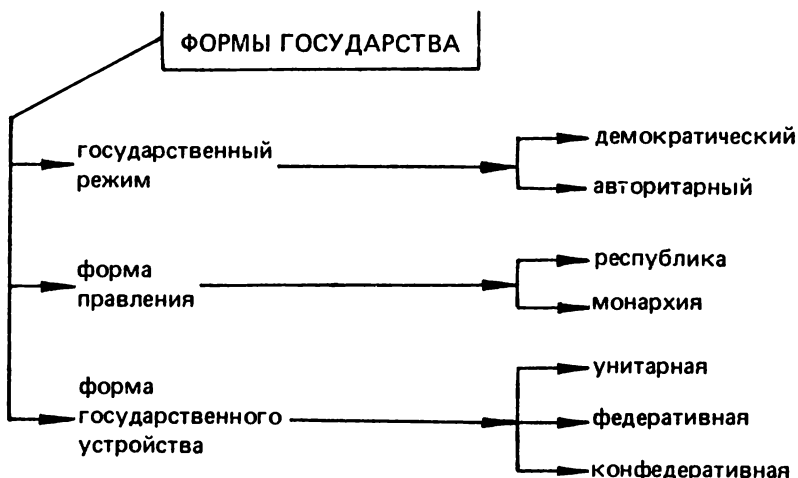 ФОРМЫ ГОСУДАРСТВА
государственный
режим
демократический
авторитарный
форма
правления
республика
монархия
форма
государственного
устройства
унитарная
федеративная
конфедеративная